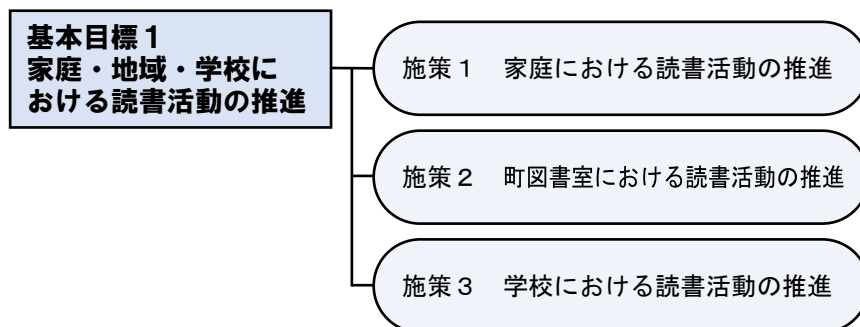 基本目標1
家庭・地域・学校に
おける読書活動の推進
施策1　家庭における読書活動の推進
施策2　町図書室における読書活動の推進
施策3　学校における読書活動の推進